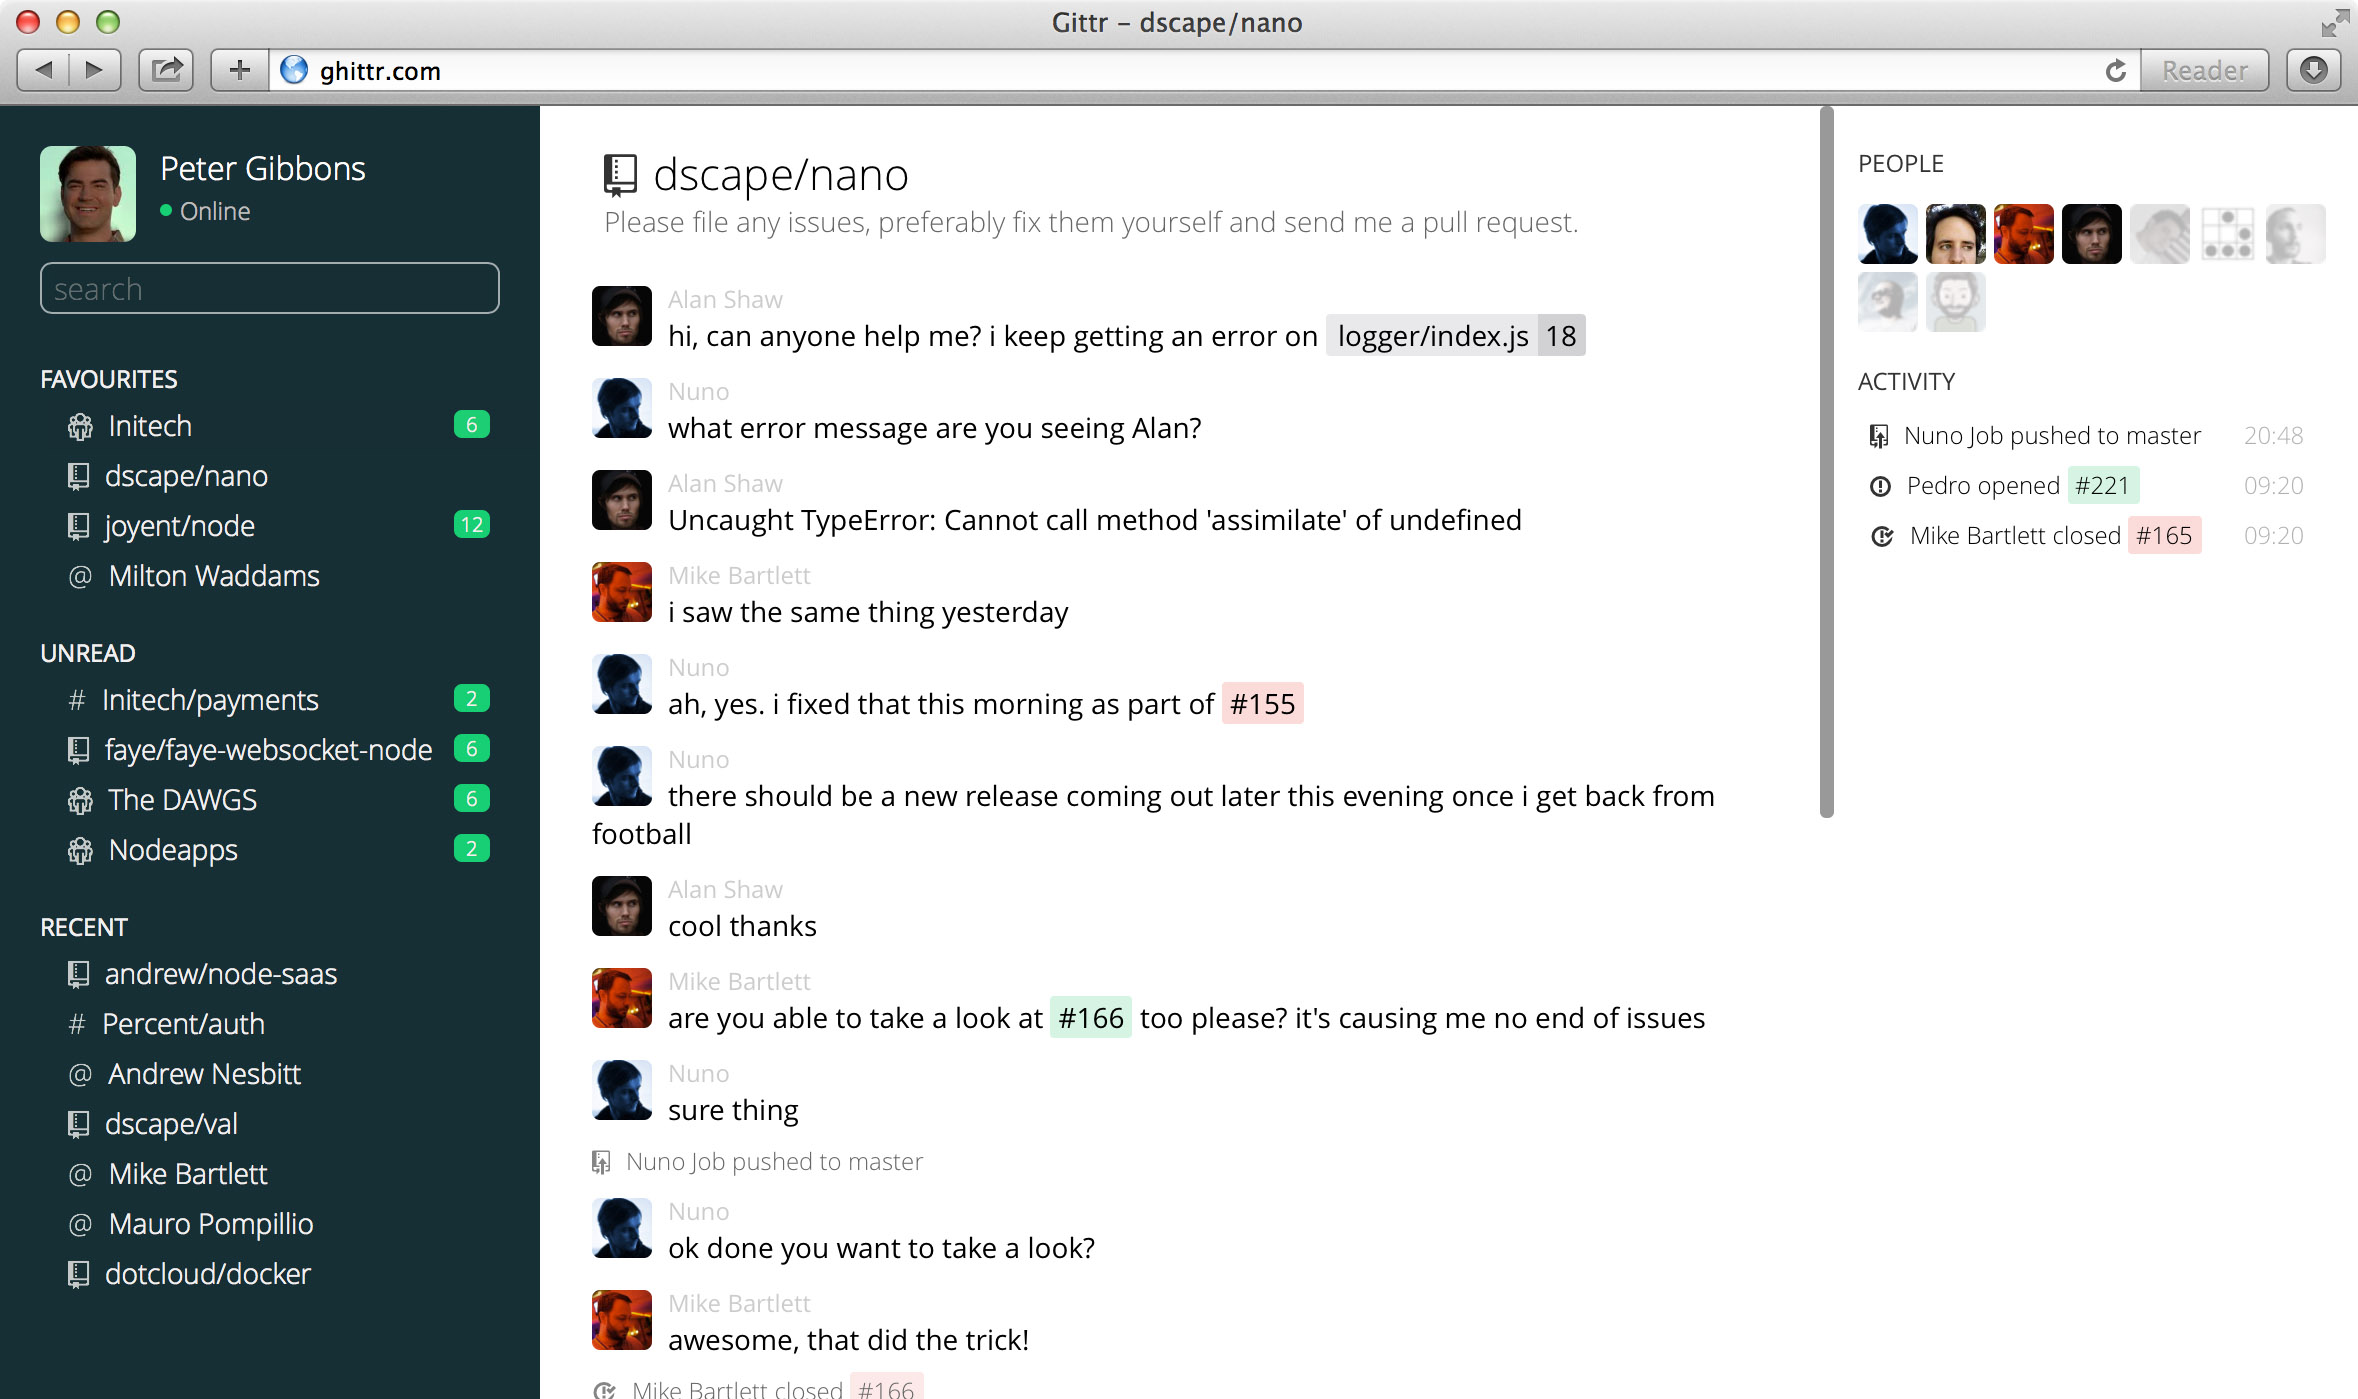 Gittr – dscape/nano
ghittr.com
Reader
Peter Gibbons
Online
search
FAVOURITES
Initech 6
dscape/nano
joyent/node 12
@ Milton Waddams
UNREAD
# Initech/payments 2
faye/faye-websocket-node 6
The DAWGS 6
Nodeapps 2
RECENT
andrew/node-saas
# Percent/auth
@ Andrew Nesbitt
dscape/val
@ Mike Bartlett
@ Mauro Pompillio
dotcloud/docker
dscape/nano
Please file any issues, preferably fix them yourself and send me a pull request.
Alan Shaw
hi, can anyone help me? i keep getting an error on logger/index.js 18
Nuno
what error message are you seeing Alan?
Alan Shaw
Uncaught TypeError: Cannot call method 'assimilate' of undefined
Mike Bartlett
i saw the same thing yesterday
Nuno
ah, yes. i fixed that this morning as part of #155
Nuno
there should be a new release coming out later this evening once i get back from
football
Alan Shaw
cool thanks
Mike Bartlett
are you able to take a look at #166 too please? it's causing me no end of issues
Nuno
sure thing
Nuno Job pushed to master
Nuno
ok done you want to take a look?
Mike Bartlett
awesome, that did the trick!
Mike Bartlett closed #166
PEOPLE
ACTIVITY
Nuno Job pushed to master 20:48
Pedro opened #221 09:20
Mike Bartlett closed #165 09:20